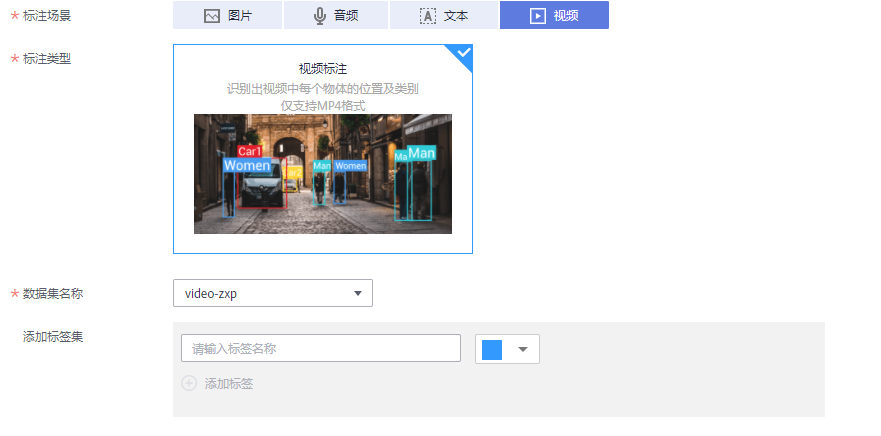 * 标注场景 图片 音频 A 文本 视频
* 标注类型
视频标注
识别出视频中每个物体的位置及类别
仅支持MP4格式
Car1
Women
Man
Women
Ma
Man
* 数据集名称 video-zxp
添加标签集 请输入标签名称
添加标签